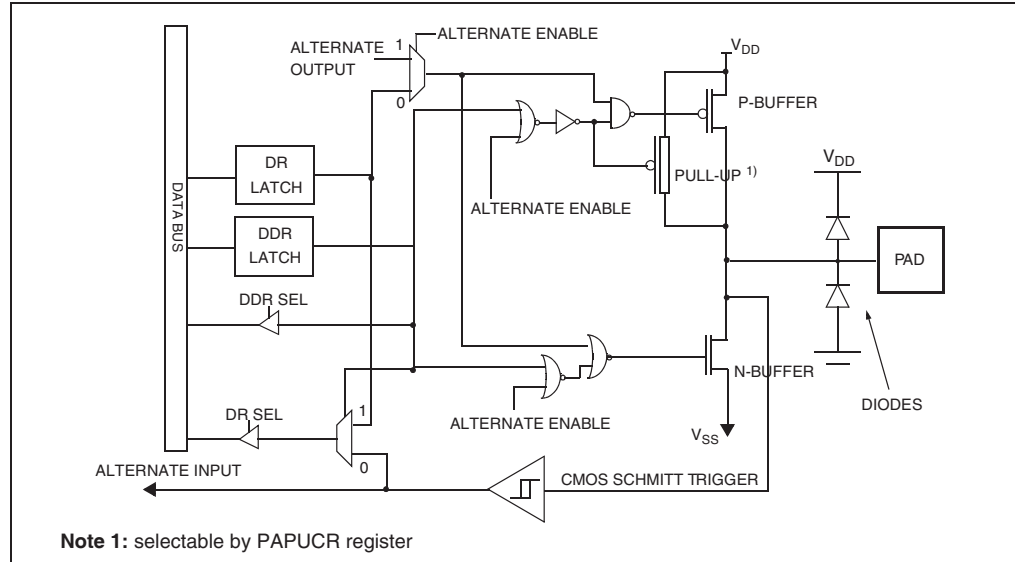 ALTERNATE ENABLE
1
ALTERNATE
OUTPUT
0
VDD
P-BUFFER
DR
LATCH
PULL-UP 1)
VDD
ALTERNATE ENABLE
DATA BUS
DDR
LATCH
PAD
DDR SEL
N-BUFFER
DIODES
DR SEL
1
ALTERNATE ENABLE
VSS
0
ALTERNATE INPUT
CMOS SCHMITT TRIGGER
Note 1: selectable by PAPUCR register